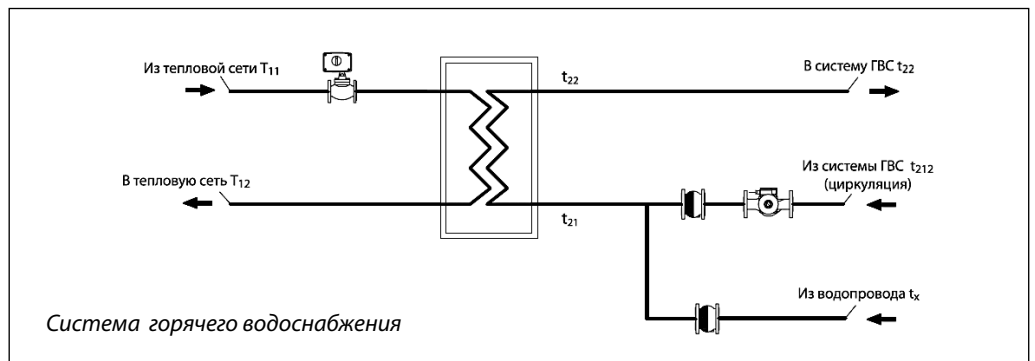 Из тепловой сети T₁₁
t₂₂
В систему ГВС t₂₂
В тепловую сеть T₁₂
t₂₁
Из системы ГВС t₂₁₂
(циркуляция)
Из водопровода tₓ
Система горячего водоснабжения